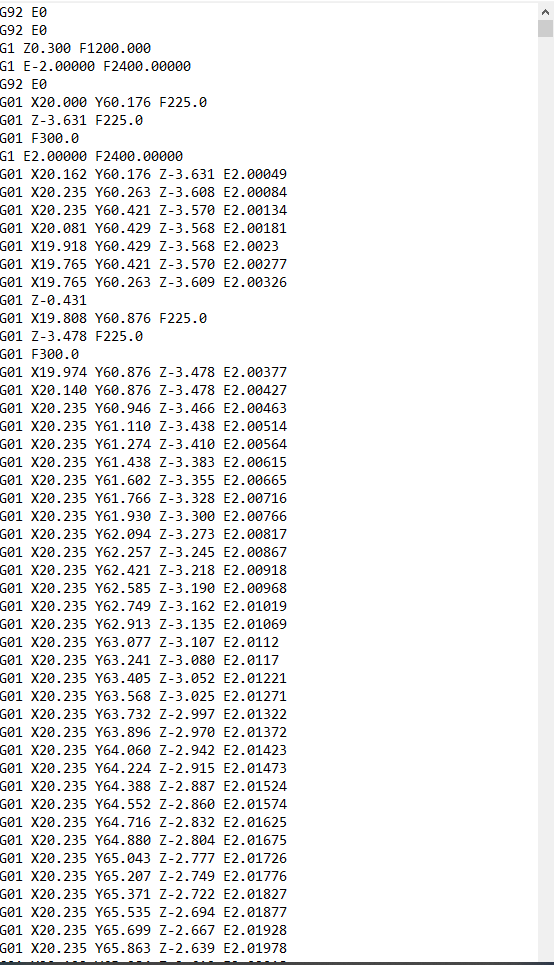 G92 E0
G92 E0
G1 Z0.300 F1200.000
G1 E-2.00000 F2400.00000
G92 E0
G01 X20.000 Y60.176 F225.0
G01 Z-3.631 F225.0
G01 F300.0
G1 E2.00000 F2400.00000
G01 X20.162 Y60.176 Z-3.631 E2.00049
G01 X20.235 Y60.263 Z-3.608 E2.00084
G01 X20.235 Y60.421 Z-3.570 E2.00134
G01 X20.081 Y60.429 Z-3.568 E2.00181
G01 X19.918 Y60.429 Z-3.568 E2.0023
G01 X19.765 Y60.421 Z-3.570 E2.00277
G01 X19.765 Y60.263 Z-3.609 E2.00326
G01 Z-0.431
G01 X19.808 Y60.876 F225.0
G01 Z-3.478 F225.0
G01 F300.0
G01 X19.974 Y60.876 Z-3.478 E2.00377
G01 X20.140 Y60.876 Z-3.478 E2.00427
G01 X20.235 Y60.946 Z-3.466 E2.00463
G01 X20.235 Y61.110 Z-3.438 E2.00514
G01 X20.235 Y61.274 Z-3.410 E2.00564
G01 X20.235 Y61.438 Z-3.383 E2.00615
G01 X20.235 Y61.602 Z-3.355 E2.00665
G01 X20.235 Y61.766 Z-3.328 E2.00716
G01 X20.235 Y61.930 Z-3.300 E2.00766
G01 X20.235 Y62.094 Z-3.273 E2.00817
G01 X20.235 Y62.257 Z-3.245 E2.00867
G01 X20.235 Y62.421 Z-3.218 E2.00918
G01 X20.235 Y62.585 Z-3.190 E2.00968
G01 X20.235 Y62.749 Z-3.162 E2.01019
G01 X20.235 Y62.913 Z-3.135 E2.01069
G01 X20.235 Y63.077 Z-3.107 E2.0112
G01 X20.235 Y63.241 Z-3.080 E2.0117
G01 X20.235 Y63.405 Z-3.052 E2.01221
G01 X20.235 Y63.568 Z-3.025 E2.01271
G01 X20.235 Y63.732 Z-2.997 E2.01322
G01 X20.235 Y63.896 Z-2.970 E2.01372
G01 X20.235 Y64.060 Z-2.942 E2.01423
G01 X20.235 Y64.224 Z-2.915 E2.01473
G01 X20.235 Y64.388 Z-2.887 E2.01524
G01 X20.235 Y64.552 Z-2.860 E2.01574
G01 X20.235 Y64.716 Z-2.832 E2.01625
G01 X20.235 Y64.880 Z-2.804 E2.01675
G01 X20.235 Y65.043 Z-2.777 E2.01726
G01 X20.235 Y65.207 Z-2.749 E2.01776
G01 X20.235 Y65.371 Z-2.722 E2.01827
G01 X20.235 Y65.535 Z-2.694 E2.01877
G01 X20.235 Y65.699 Z-2.667 E2.01928
G01 X20.235 Y65.863 Z-2.639 E2.01978